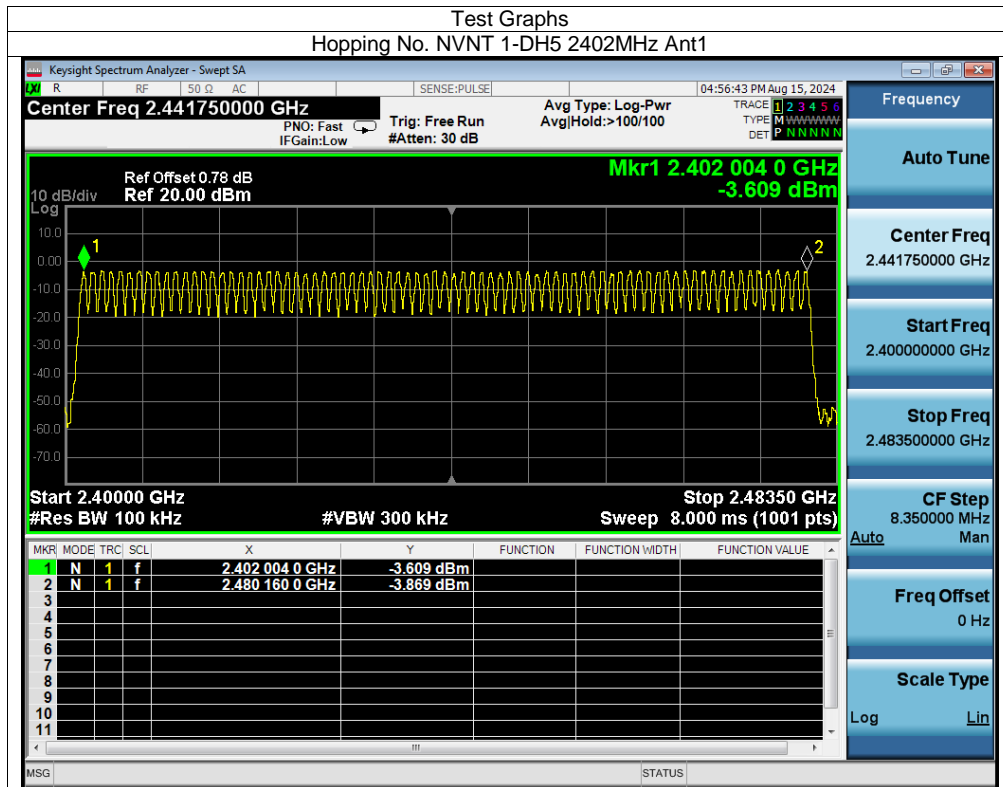 Test Graphs
Hopping No. NVNT 1-DH5 2402MHz Ant1
Keysight Spectrum Analyzer - Swept SA
LXI R RF 50 Ω AC SENSE:PULSE 04:56:43 PM Aug 15, 2024
Center Freq 2.441750000 GHz
PNO: Fast
IFGain:Low
Trig: Free Run
#Atten: 30 dB
Avg Type: Log-Pwr
Avg|Hold:>100/100
TRACE 1 2 3 4 5 6
TYPE M WWWWW
DET P N N N N N
Mkr1 2.402 004 0 GHz
-3.609 dBm
Ref Offset 0.78 dB
10 dB/div Ref 20.00 dBm
Log
10.0
0.00
-10.0
-20.0
-30.0
-40.0
-50.0
-60.0
-70.0
1
2
Start 2.40000 GHz Stop 2.48350 GHz
#Res BW 100 kHz #VBW 300 kHz Sweep 8.000 ms (1001 pts)
MKR MODE TRC SCL X Y FUNCTION FUNCTION WIDTH FUNCTION VALUE
1 N 1 f 2.402 004 0 GHz -3.609 dBm
2 N 1 f 2.480 160 0 GHz -3.869 dBm
3
4
5
6
7
8
9
10
11
MSG STATUS
Frequency
Auto Tune
Center Freq
2.441750000 GHz
Start Freq
2.400000000 GHz
Stop Freq
2.483500000 GHz
CF Step
8.350000 MHz
Auto Man
Freq Offset
0 Hz
Scale Type
Log Lin